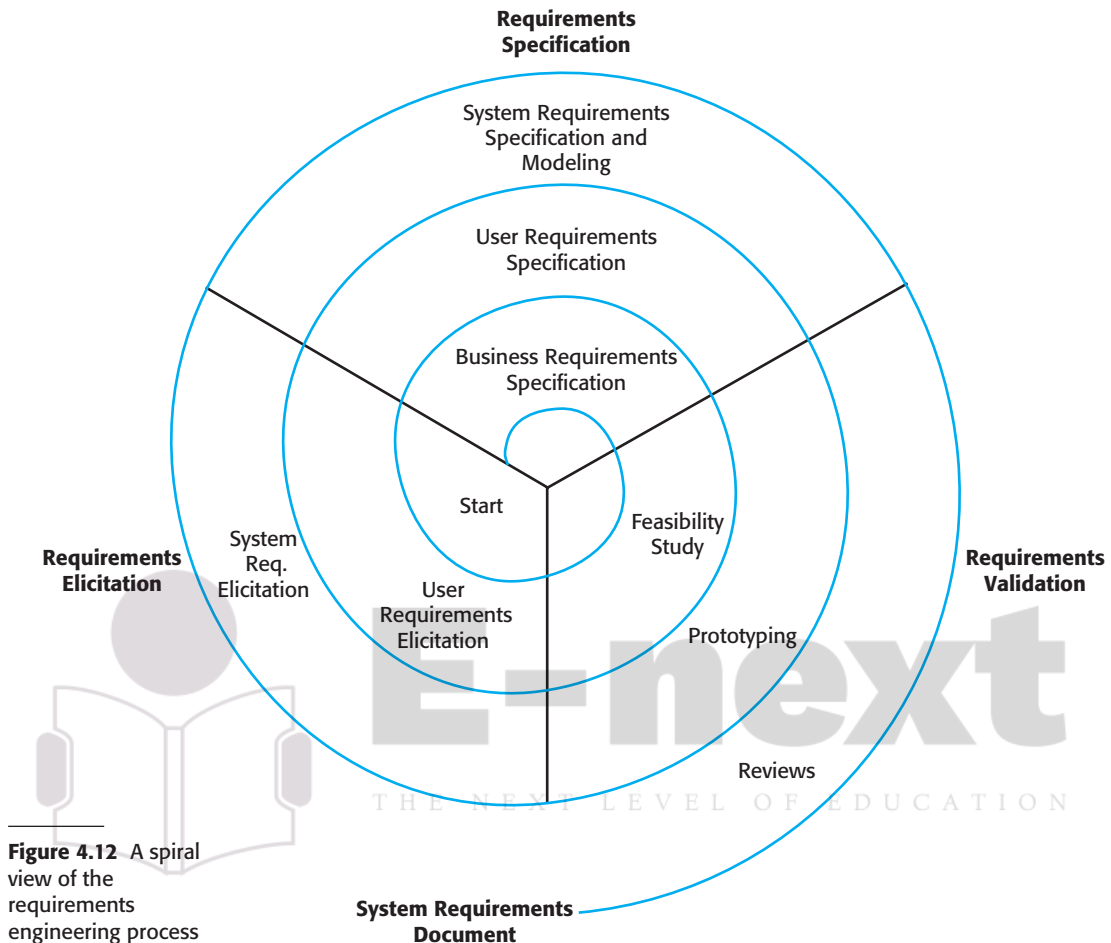 Requirements
Specification
System Requirements
Specification and
Modeling
User Requirements
Specification
Business Requirements
Specification
Start
Feasibility
Study
System
Req.
Elicitation
Requirements
Elicitation
Requirements
Validation
User
Requirements
Elicitation
Prototyping
E-next
Reviews
THE NEXT LEVEL OF EDUCATION
Figure 4.12 A spiral
view of the
requirements
engineering process
System Requirements
Document